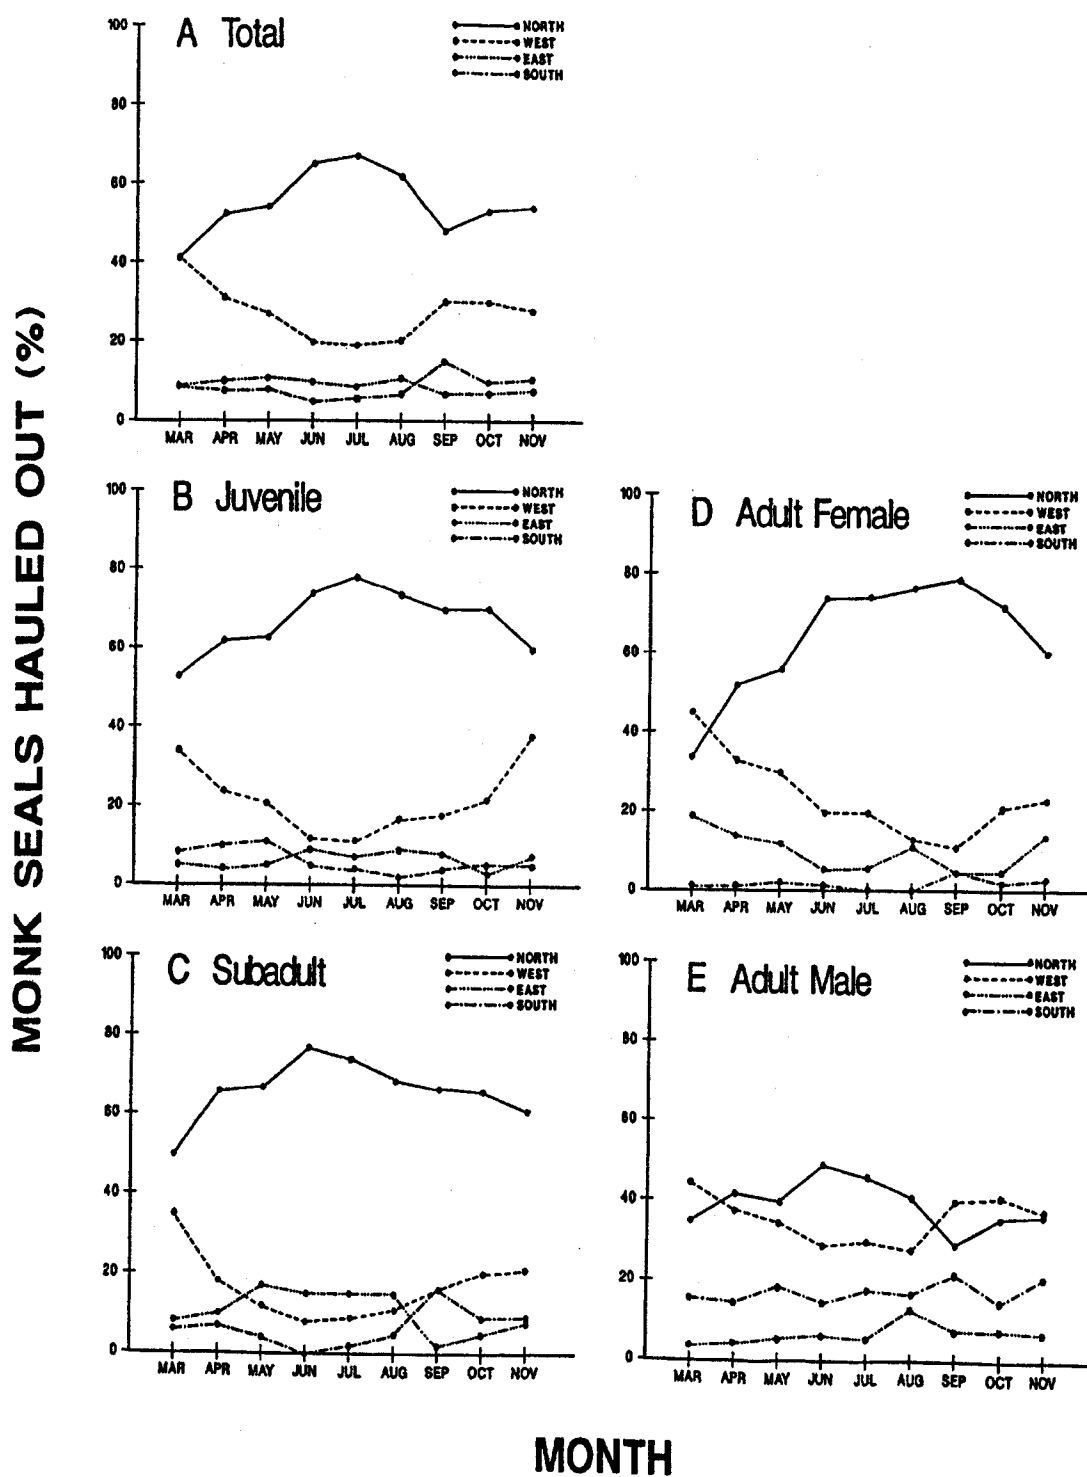 MONK SEALS HAULED OUT (%)
A Total
NORTH
WEST
EAST
SOUTH
100
80
60
40
20
0
MAR APR MAY JUN JUL AUG SEP OCT NOV
B Juvenile
NORTH
WEST
EAST
SOUTH
100
80
60
40
20
0
MAR APR MAY JUN JUL AUG SEP OCT NOV
D Adult Female
NORTH
WEST
EAST
SOUTH
100
80
60
40
20
0
MAR APR MAY JUN JUL AUG SEP OCT NOV
C Subadult
NORTH
WEST
EAST
SOUTH
100
80
60
40
20
0
MAR APR MAY JUN JUL AUG SEP OCT NOV
E Adult Male
NORTH
WEST
EAST
SOUTH
100
80
60
40
20
0
MAR APR MAY JUN JUL AUG SEP OCT NOV
MONTH